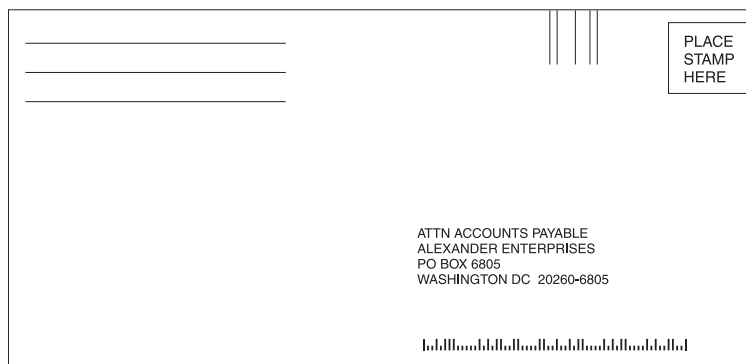 PLACE
STAMP
HERE
ATTN ACCOUNTS PAYABLE
ALEXANDER ENTERPRISES
PO BOX 6805
WASHINGTON DC  20260-6805